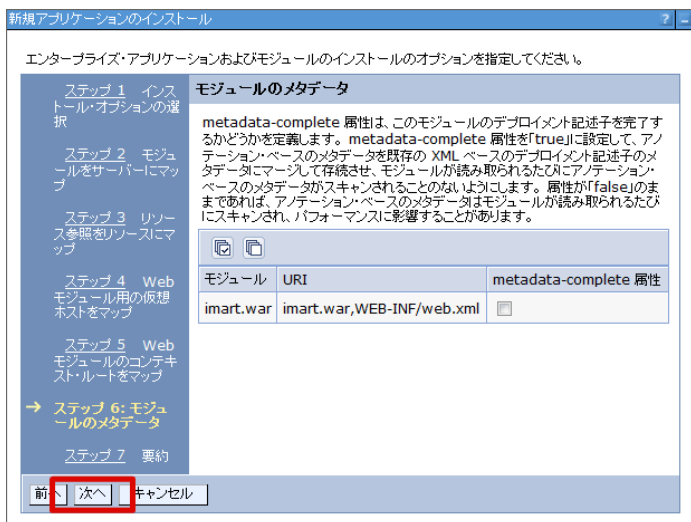 新規アプリケーションのインストール ? –
エンタープライズ・アプリケーションおよびモジュールのインストールのオプションを指定してください。
ステップ 1 インス
トール・オプションの選
択
ステップ 2 モジュ
ールをサーバーにマッ
プ
ステップ 3 リソー
ス参照をリソースにマ
ップ
ステップ 4 Web
モジュール用の仮想
ホストをマップ
ステップ 5 Web
モジュールのコンテキ
スト・ルートをマップ
→ ステップ 6: モジュ
ールのメタデータ
ステップ 7 要約
モジュールのメタデータ
metadata-complete 属性は、このモジュールのデプロイメント記述子を完了す
るかどうかを定義します。metadata-complete 属性を「true」に設定して、アノ
テーション・ベースのメタデータを既存の XML ベースのデプロイメント記述子のメ
タデータにマージして存続させ、モジュールが読み取られるたびにアノテーション・
ベースのメタデータがスキャンされることのないようにします。属性が「false」のま
まであれば、アノテーション・ベースのメタデータはモジュールが読み取られるたび
にスキャンされ、パフォーマンスに影響することがあります。
モジュール URI metadata-complete 属性
imart.war imart.war,WEB-INF/web.xml
前へ 次へ キャンセル